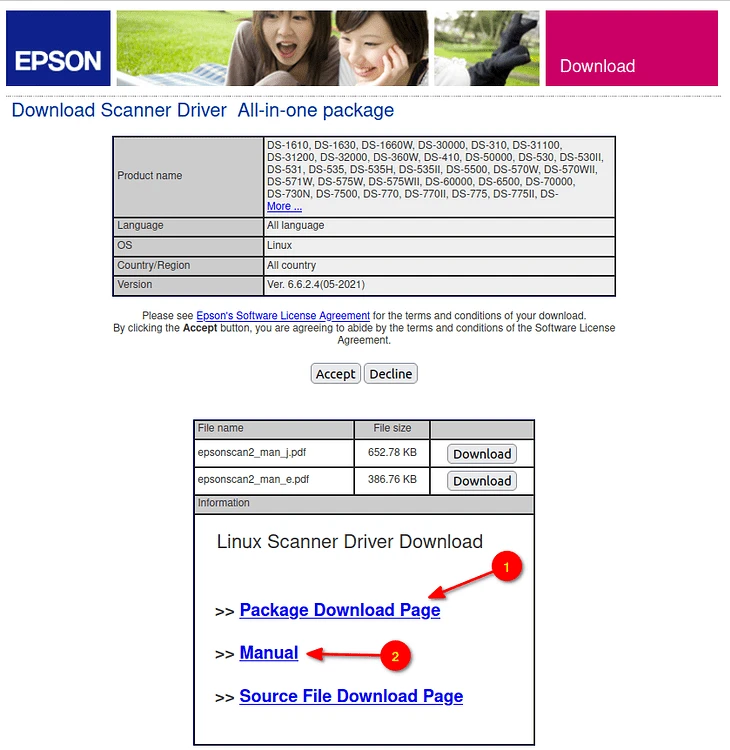 EPSON
Download
Download Scanner Driver All-in-one package
Product name
DS-1610, DS-1630, DS-1660W, DS-30000, DS-310, DS-31100,
DS-31200, DS-32000, DS-360W, DS-410, DS-50000, DS-530, DS-530II,
DS-531, DS-535, DS-535H, DS-535II, DS-5500, DS-570W, DS-570WII,
DS-571W, DS-575W, DS-575WII, DS-60000, DS-6500, DS-70000,
DS-730N, DS-7500, DS-770, DS-770II, DS-775, DS-775II, DS-
More ...
Language All language
OS Linux
Country/Region All country
Version Ver. 6.6.2.4(05-2021)
Please see Epson's Software License Agreement for the terms and conditions of your download.
By clicking the Accept button, you are agreeing to abide by the terms and conditions of the Software License
Agreement.
Accept Decline
File name File size
epsonscan2_man_j.pdf 652.78 KB Download
epsonscan2_man_e.pdf 386.76 KB Download
Information
Linux Scanner Driver Download
1
>> Package Download Page
>> Manual 2
>> Source File Download Page